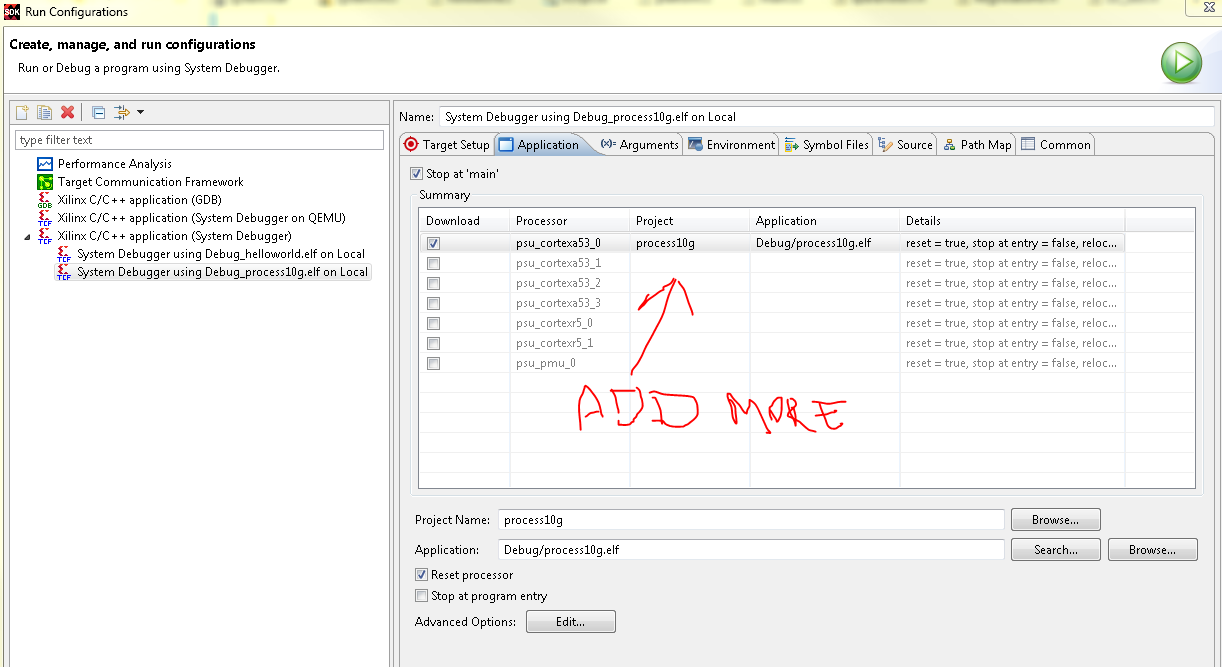 SDK Run Configurations
Create, manage, and run configurations
Run or Debug a program using System Debugger.
type filter text
Performance Analysis
Target Communication Framework
GDB Xilinx C/C++ application (GDB)
TCF Xilinx C/C++ application (System Debugger on QEMU)
TCF Xilinx C/C++ application (System Debugger)
TCF System Debugger using Debug_helloworld.elf on Local
TCF System Debugger using Debug_process10g.elf on Local
Name: System Debugger using Debug_process10g.elf on Local
Target Setup Application (x)= Arguments Environment Symbol Files Source Path Map Common
Stop at 'main'
Summary
Download Processor Project Application Details
psu_cortexa53_0 process10g Debug/process10g.elf reset = true, stop at entry = false, reloc...
psu_cortexa53_1 reset = true, stop at entry = false, reloc...
psu_cortexa53_2 reset = true, stop at entry = false, reloc...
psu_cortexa53_3 reset = true, stop at entry = false, reloc...
psu_cortexr5_0 reset = true, stop at entry = false, reloc...
psu_cortexr5_1 reset = true, stop at entry = false, reloc...
psu_pmu_0 reset = true, stop at entry = false, reloc...
ADD MORE
Project Name: process10g Browse...
Application: Debug/process10g.elf Search... Browse...
Reset processor
Stop at program entry
Advanced Options: Edit...